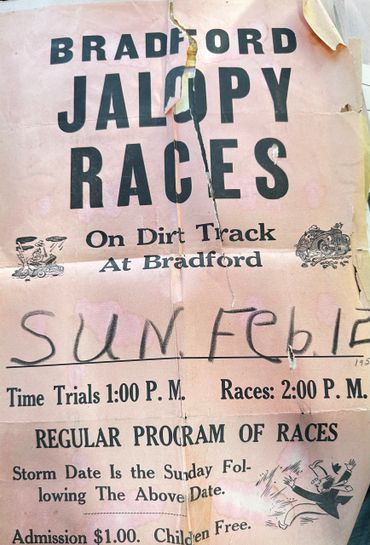 BRADFORD
JALOPY
RACES
On Dirt Track
At Bradford
SUN. Feb.
195
Time Trials 1:00 P. M. Races: 2:00 P. M.
REGULAR PROGRAM OF RACES
Storm Date Is the Sunday Fol-
lowing The Above Date.
Admission $1.00. Children Free.